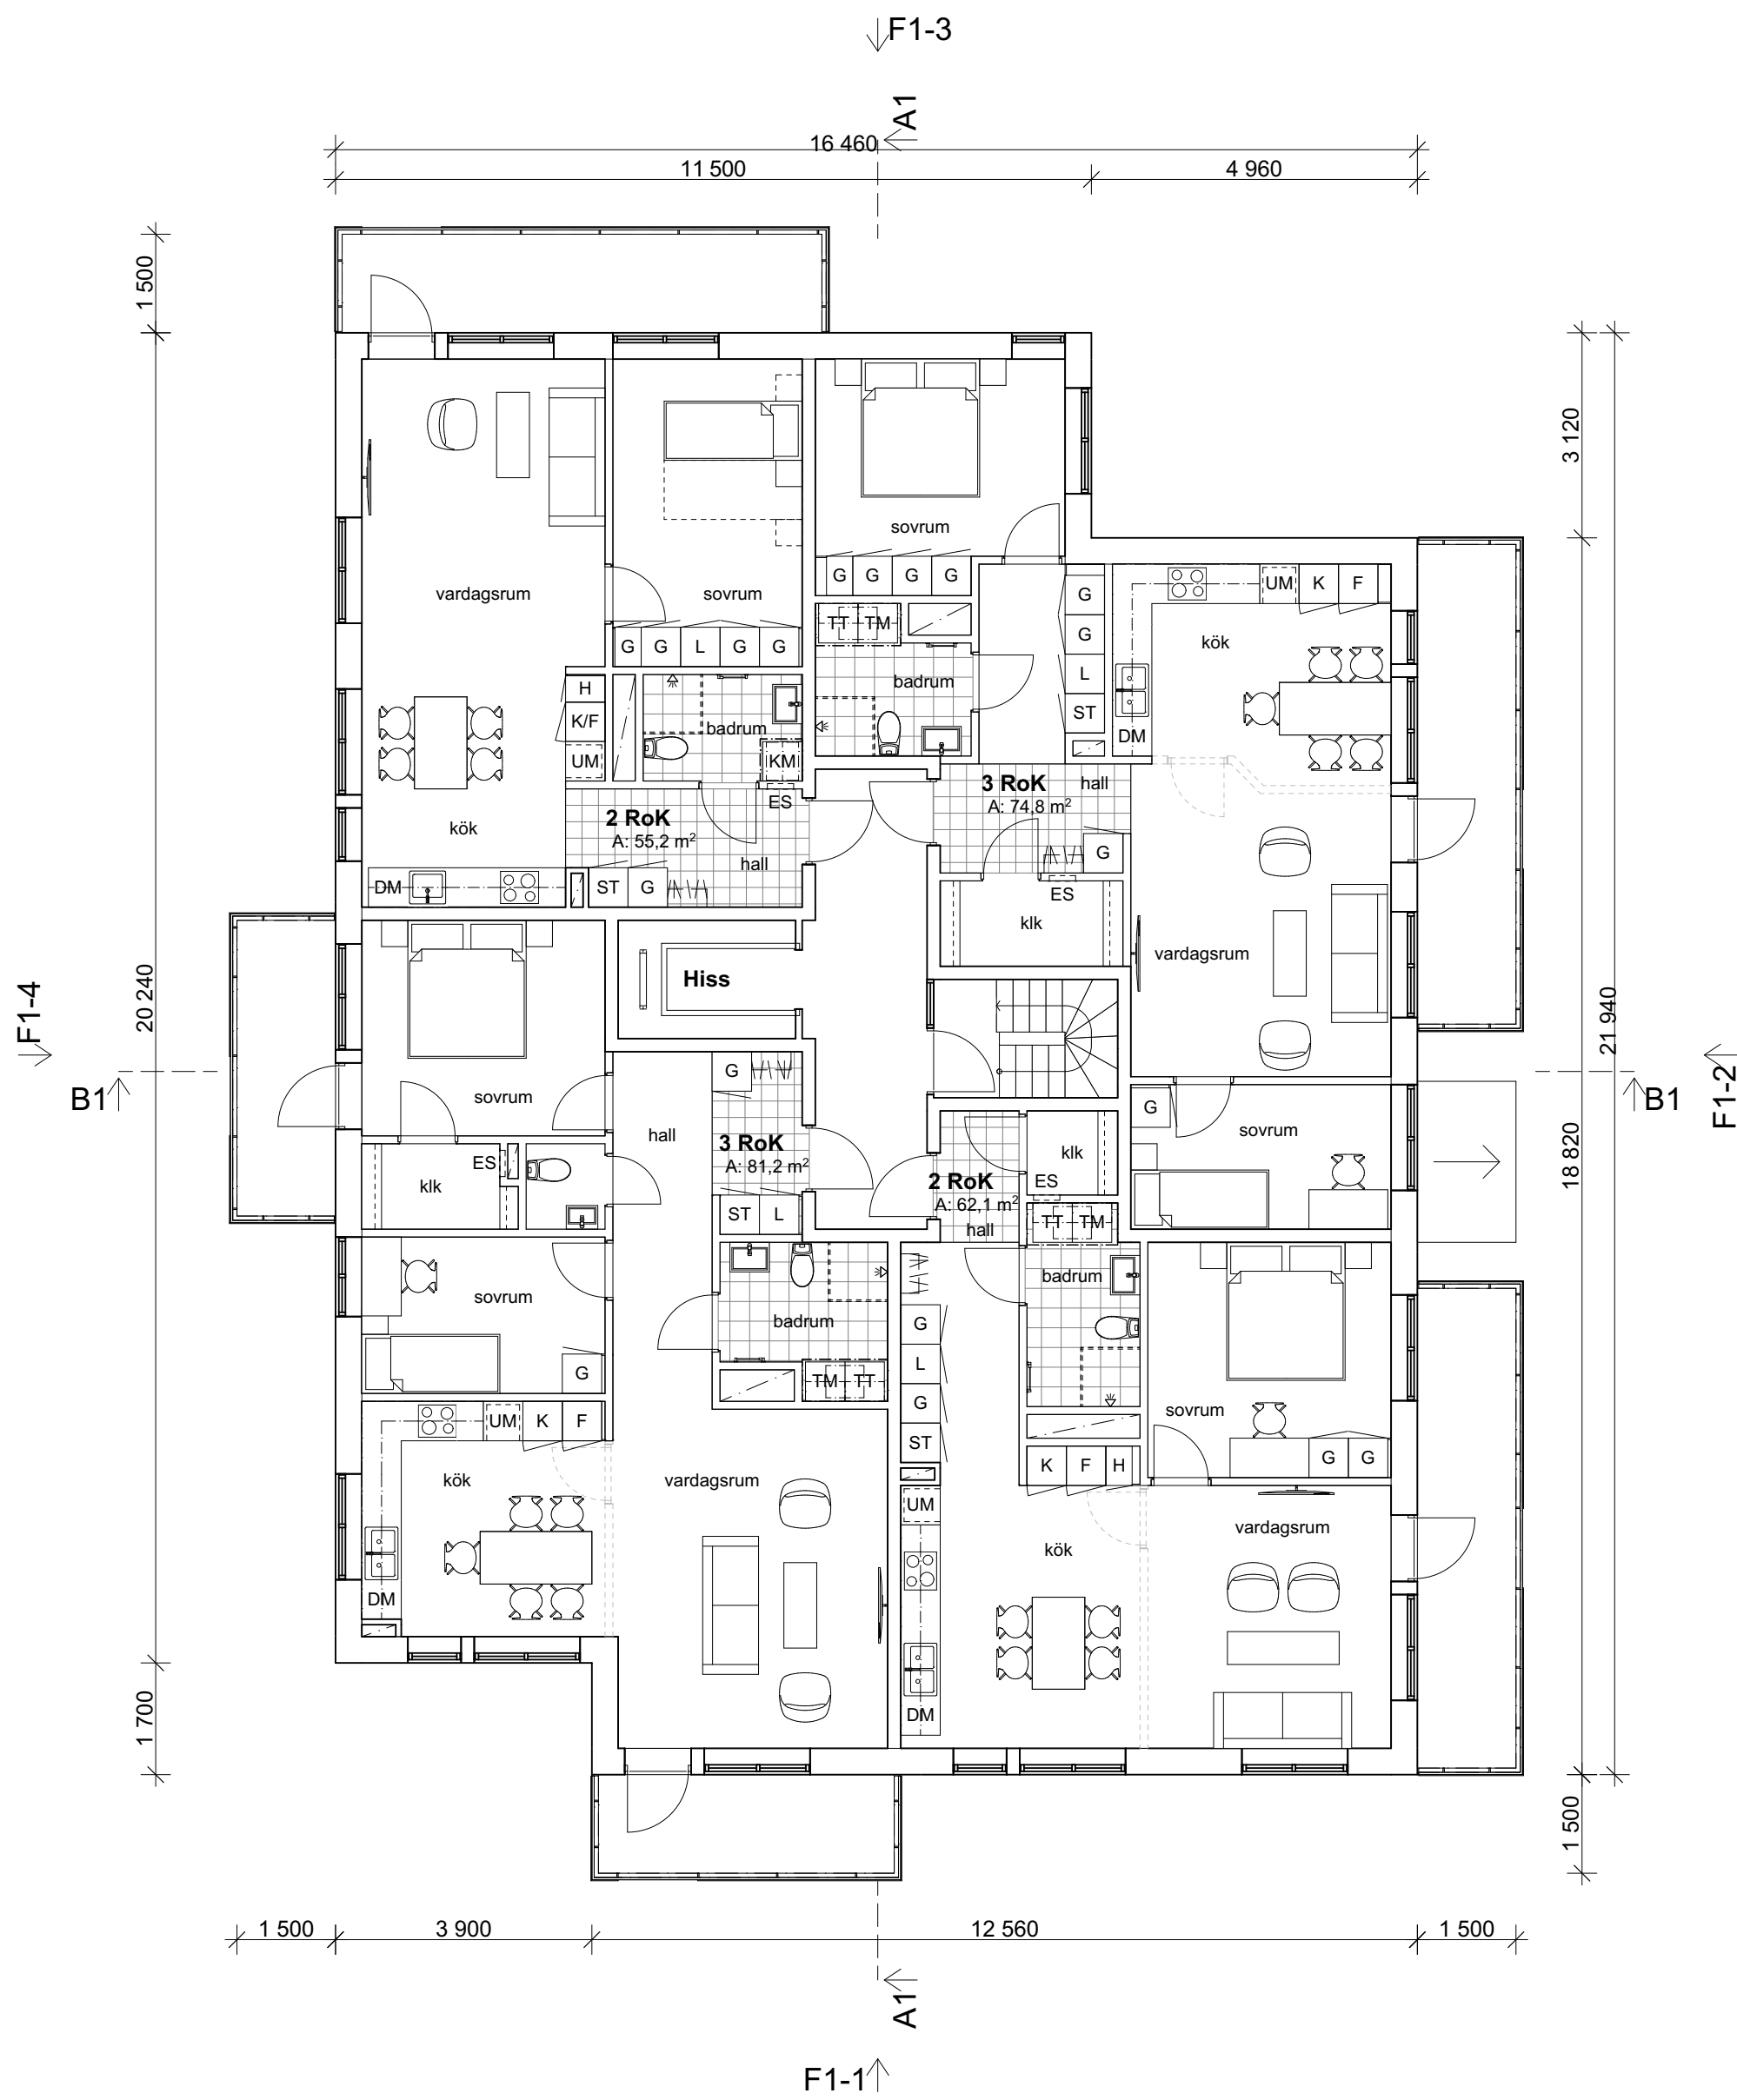 F1-3
A1
16 460
11 500
4 960
1 500
3 120
sovrum
G G G G
vardagsrum
sovrum
G G L G G
TT TM
G
G
L
ST
UM K F
kök
badrum
H
K/F
UM
badrum
KM
DM
ES
2 RoK
A: 55,2 m²
hall
3 RoK
A: 74,8 m²
hall
kök
DM
ST G
G
ES
klk
vardagsrum
Hiss
20 240
21 940
F1-4
B1
B1
F1-2
18 820
sovrum
hall
G
3 RoK
A: 81,2 m²
ST L
ES
klk
klk
ES
2 RoK
A: 62,1 m²
hall
TT TM
G
sovrum
sovrum
G
badrum
TM TT
badrum
G
L
G
ST
sovrum
G G
UM K F
kök
DM
vardagsrum
K F H
UM
kök
DM
vardagsrum
1 700
1 500
1 500
3 900
12 560
1 500
A1
F1-1